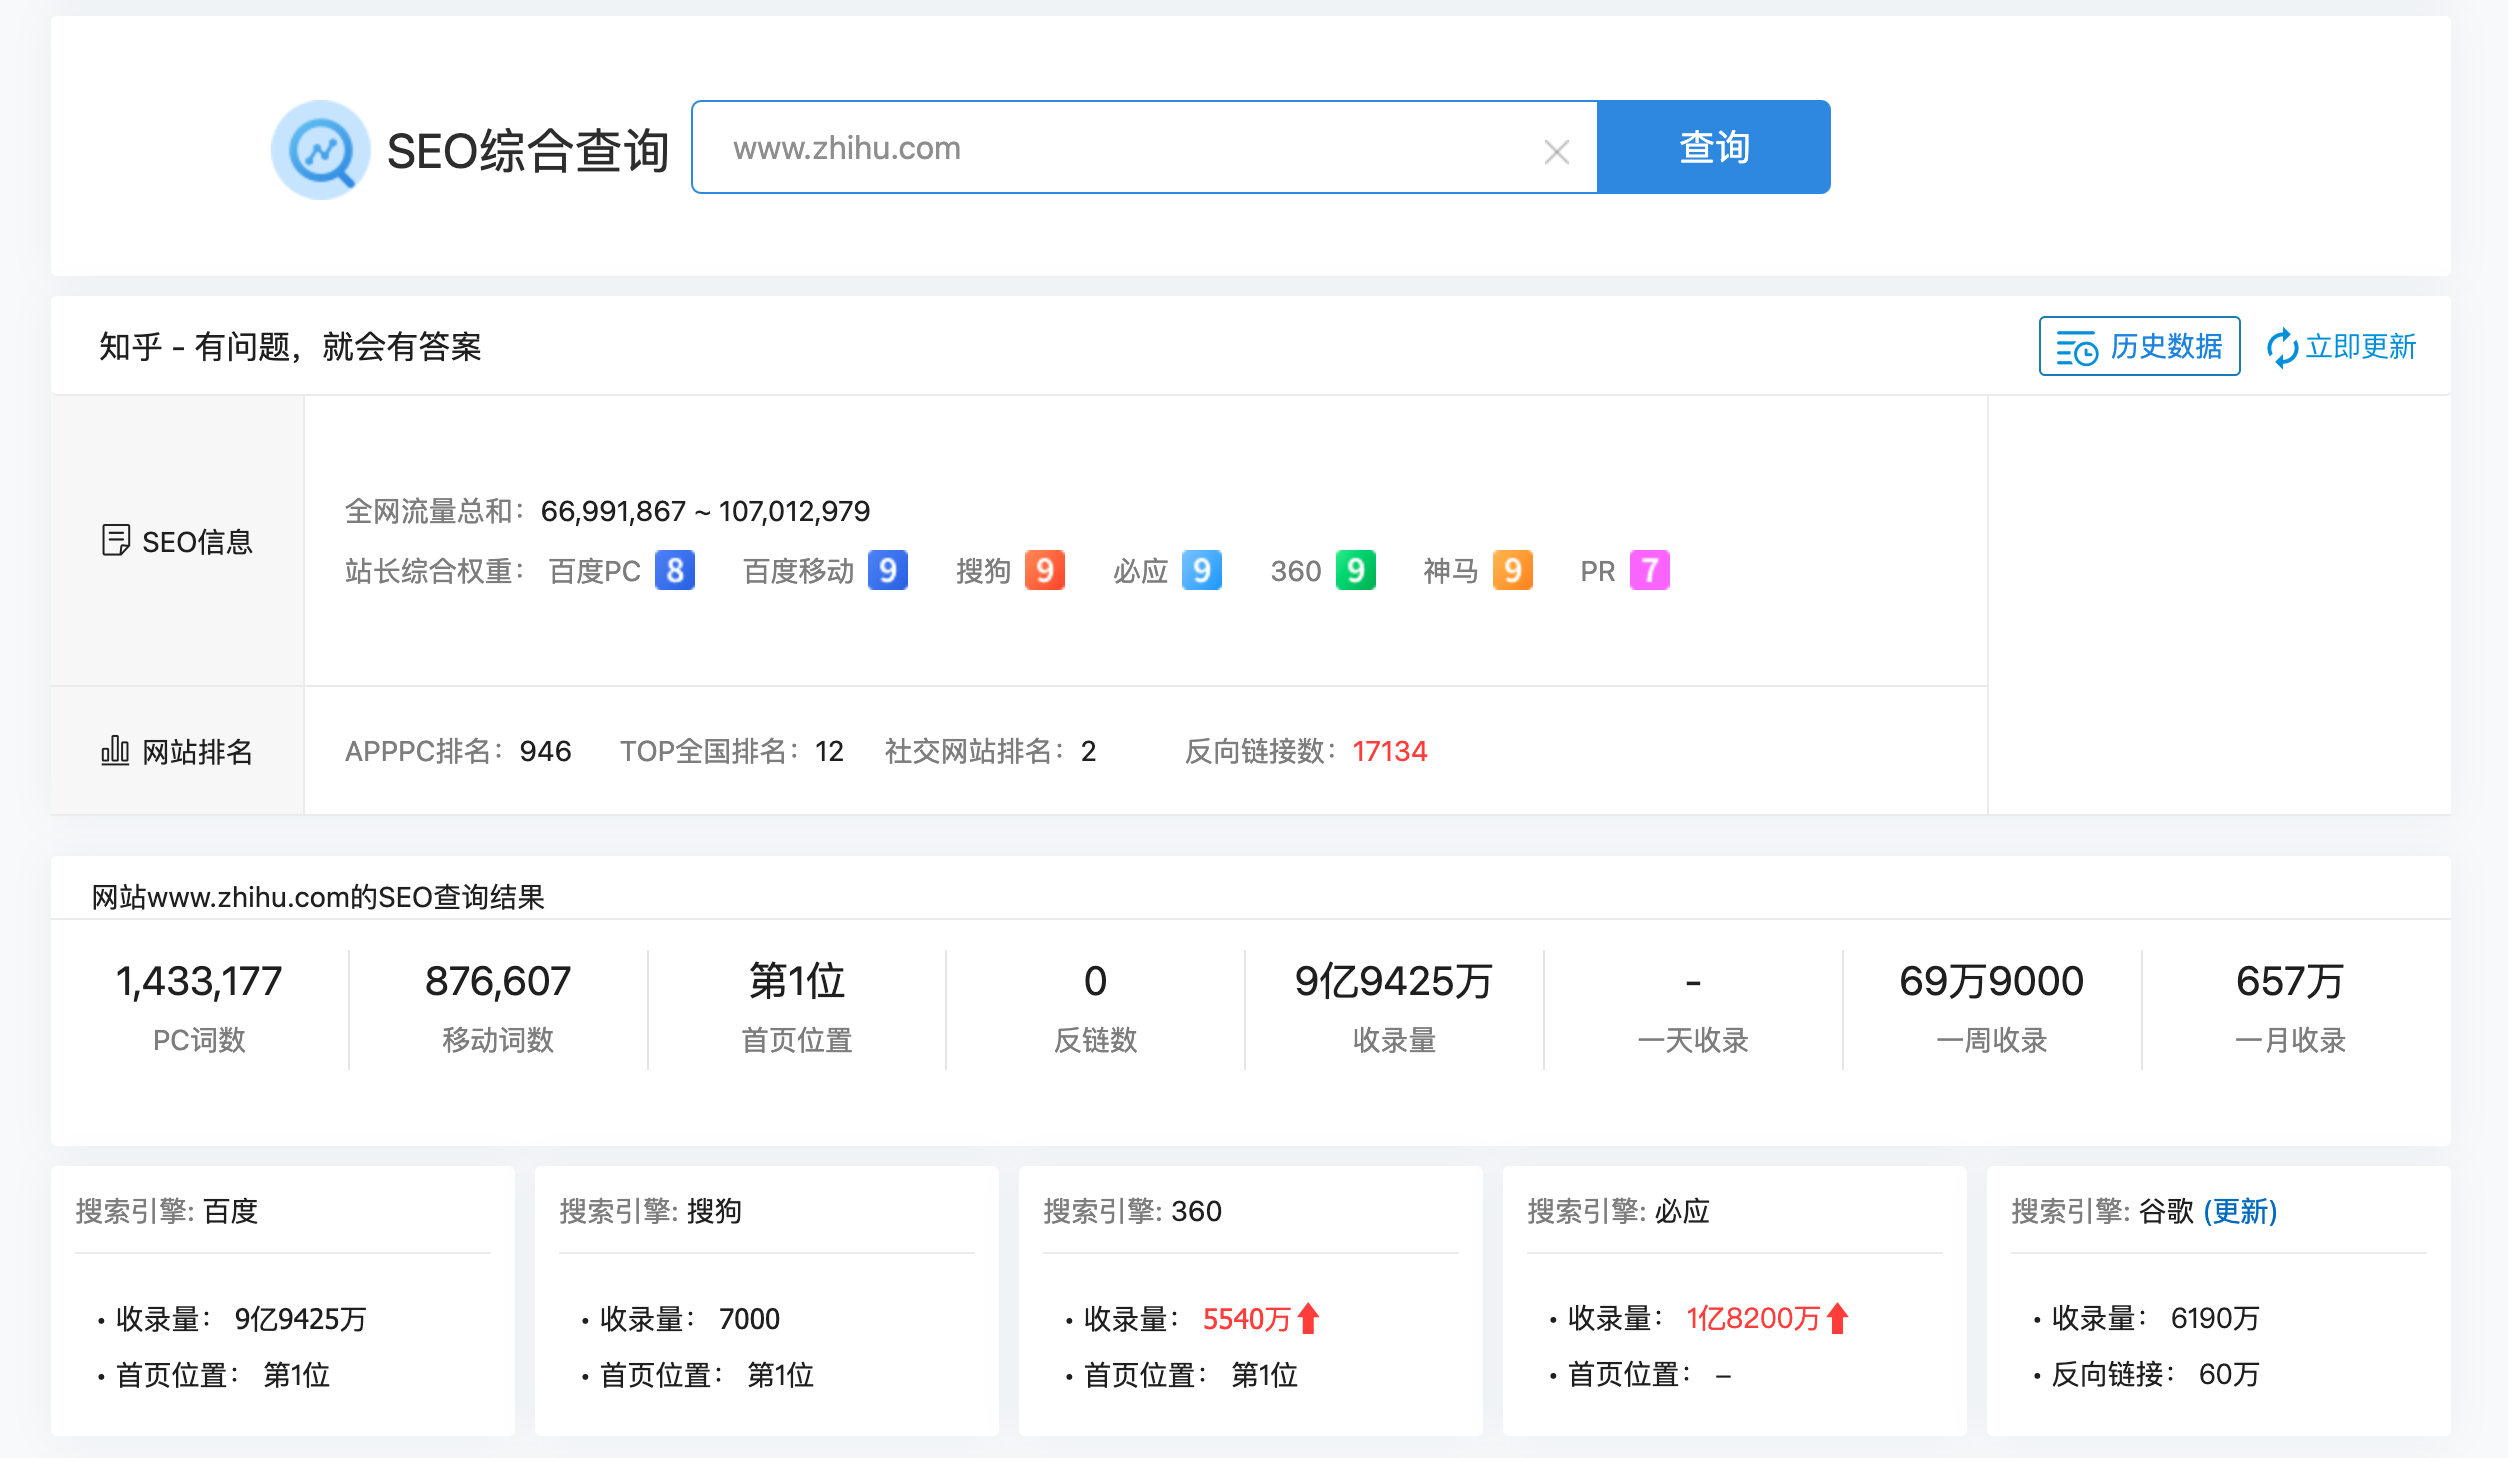 SEO综合查询 www.zhihu.com 查询
知乎 - 有问题，就会有答案 历史数据 立即更新
SEO信息
全网流量总和： 66,991,867 ~ 107,012,979
站长综合权重： 百度PC 8 百度移动 9 搜狗 9 必应 9 360 9 神马 9 PR 7
网站排名 APPPC排名： 946 TOP全国排名： 12 社交网站排名： 2 反向链接数： 17134
网站www.zhihu.com的SEO查询结果
1,433,177 876,607 第1位 0 9亿9425万 - 69万9000 657万
PC词数 移动词数 首页位置 反链数 收录量 一天收录 一周收录 一月收录
搜索引擎: 百度
• 收录量： 9亿9425万
• 首页位置： 第1位
搜索引擎: 搜狗
• 收录量： 7000
• 首页位置： 第1位
搜索引擎: 360
• 收录量： 5540万
• 首页位置： 第1位
搜索引擎: 必应
• 收录量： 1亿8200万
• 首页位置： –
搜索引擎: 谷歌 (更新)
• 收录量： 6190万
• 反向链接： 60万